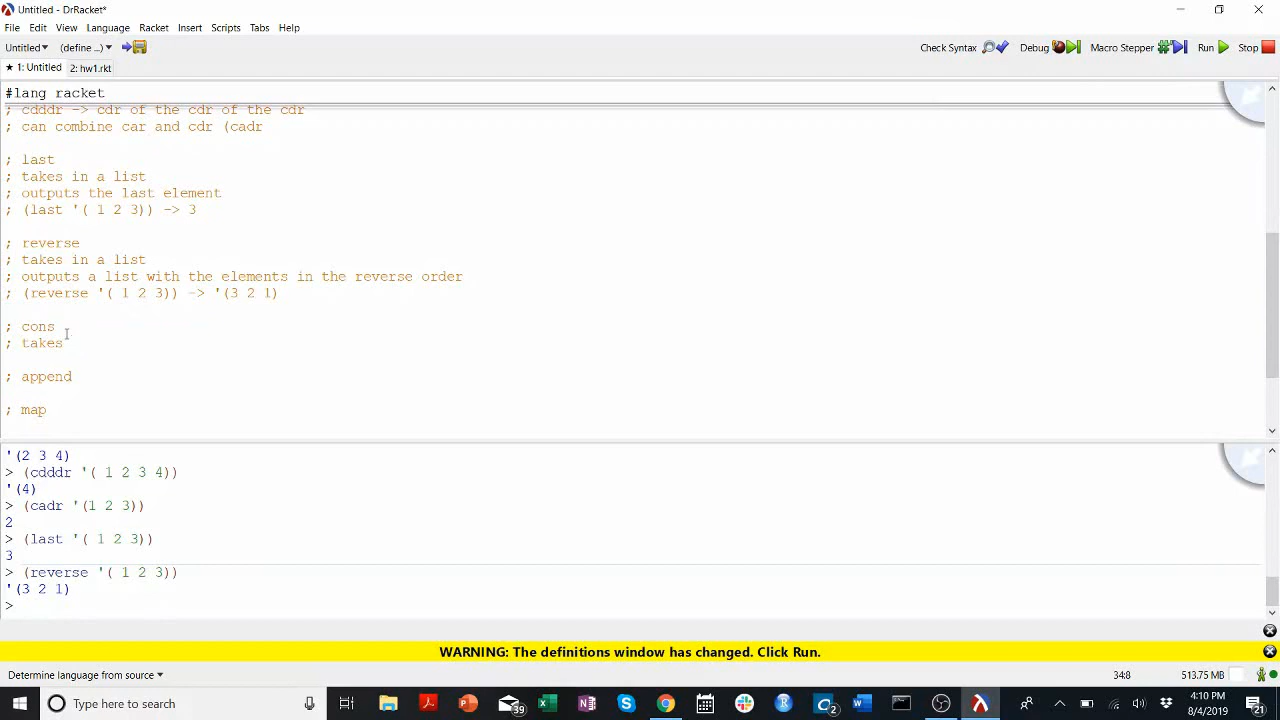 Untitled - DrRacket*
File Edit View Language Racket Insert Scripts Tabs Help
Untitled▾ (define ...)▾ Check Syntax Debug Macro Stepper Run Stop
★ 1: Untitled 2: hw1.rkt
#lang racket
; cdddr -> cdr of the cdr of the cdr
; can combine car and cdr (cadr
; last
; takes in a list
; outputs the last element
; (last '( 1 2 3)) -> 3
; reverse
; takes in a list
; outputs a list with the elements in the reverse order
; (reverse '( 1 2 3)) -> '(3 2 1)
; cons
; takes
; append
; map
'(2 3 4)
> (cdddr '( 1 2 3 4))
'(4)
> (cadr '(1 2 3))
2
> (last '( 1 2 3))
3
> (reverse '( 1 2 3))
'(3 2 1)
>
WARNING: The definitions window has changed. Click Run.
Determine language from source▾ 34:8 513.75 MB
Type here to search 39 2 4:10 PM
8/4/2019 21